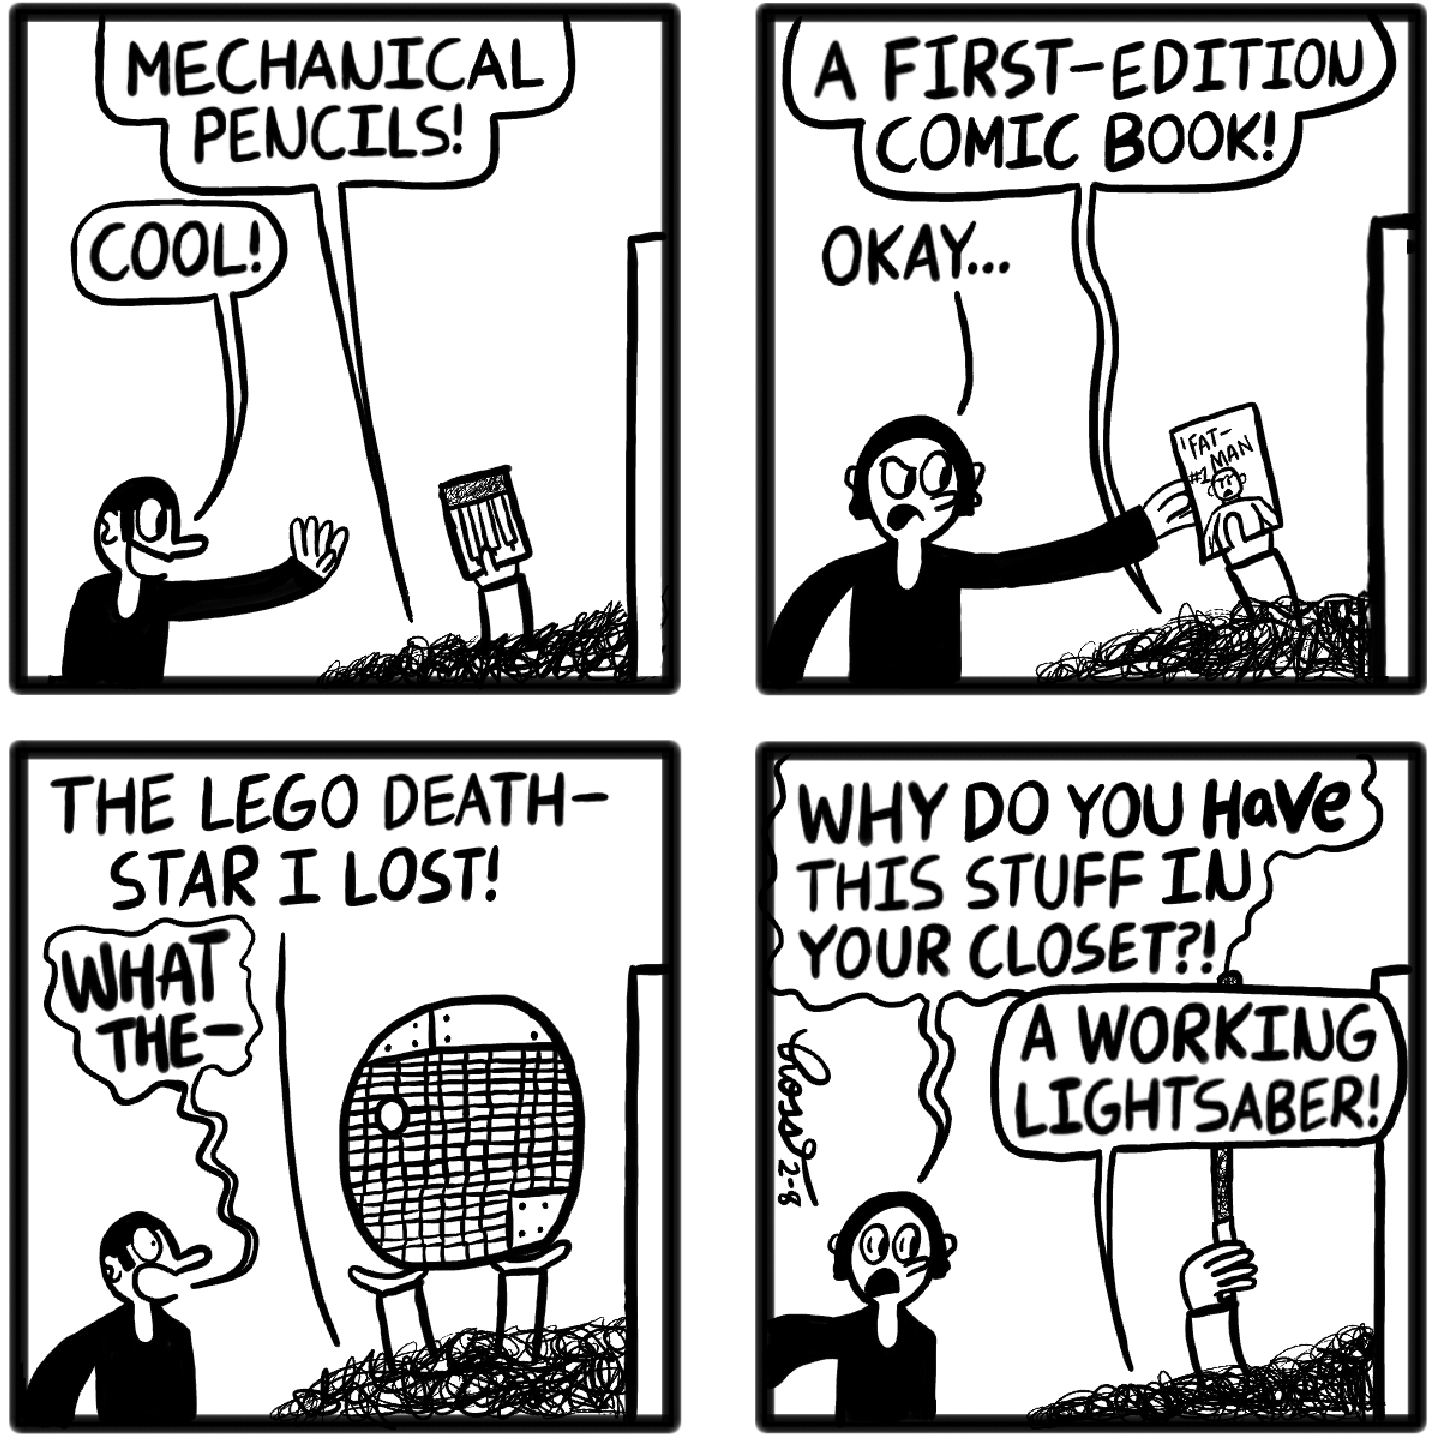 MECHANICAL
PENCILS!
COOL!
A FIRST-EDITION
COMIC BOOK!
OKAY...
'FAT-
MAN
#1
THE LEGO DEATH-
STAR I LOST!
WHAT
THE-
WHY DO YOU HAVE
THIS STUFF IN
YOUR CLOSET?!
A WORKING
LIGHTSABER!
Ross
2-8